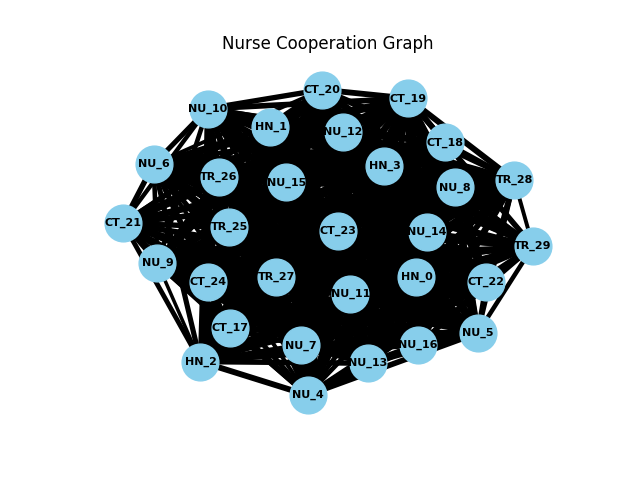 Nurse Cooperation Graph
CT_20
CT_19
NU_10
HN_1
NU_12
CT_18
NU_6
HN_3
TR_26
NU_15
TR_28
NU_8
CT_21
TR_25
CT_23
NU_14
TR_29
NU_9
CT_24
TR_27
HN_0
CT_22
NU_11
CT_17
NU_5
NU_7
NU_16
HN_2
NU_13
NU_4